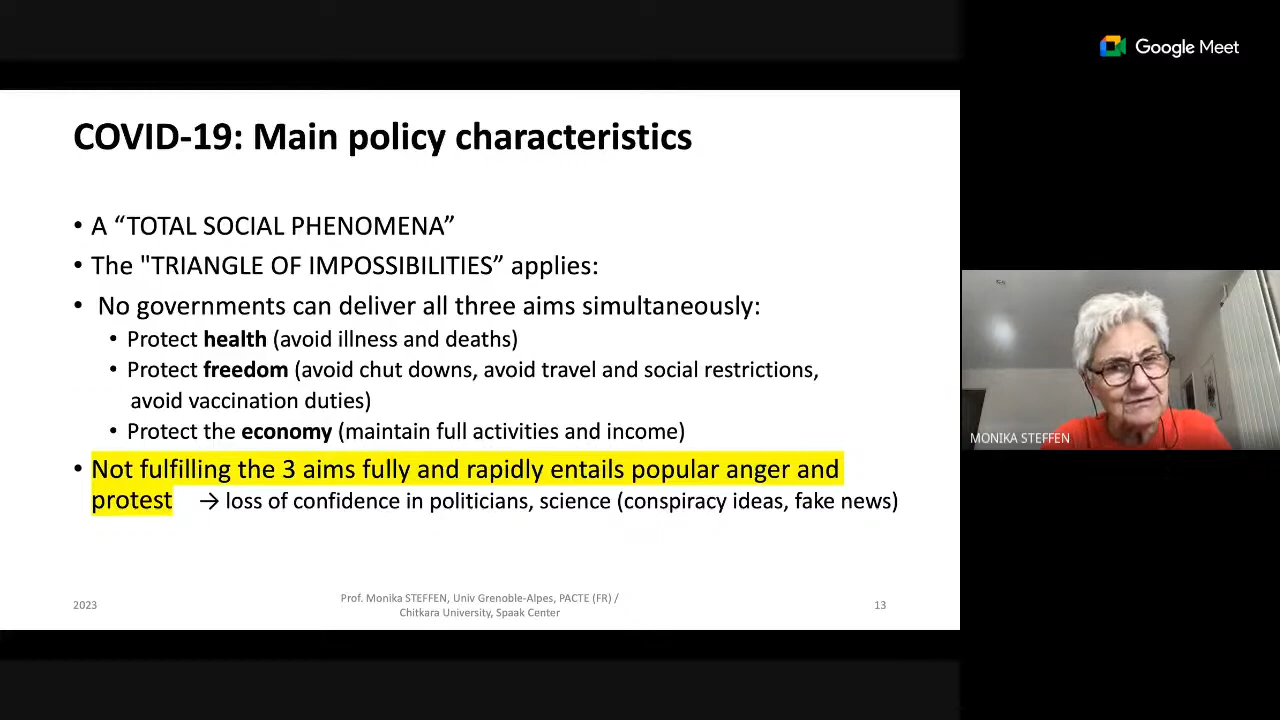 Google Meet
COVID-19: Main policy characteristics
• A “TOTAL SOCIAL PHENOMENA”
• The "TRIANGLE OF IMPOSSIBILITIES” applies:
• No governments can deliver all three aims simultaneously:
• Protect health (avoid illness and deaths)
• Protect freedom (avoid chut downs, avoid travel and social restrictions,
avoid vaccination duties)
• Protect the economy (maintain full activities and income)
• Not fulfilling the 3 aims fully and rapidly entails popular anger and
protest → loss of confidence in politicians, science (conspiracy ideas, fake news)
2023
Prof. Monika STEFFEN, Univ Grenoble-Alpes, PACTE (FR) /
Chitkara University, Spaak Center
13
MONIKA STEFFEN